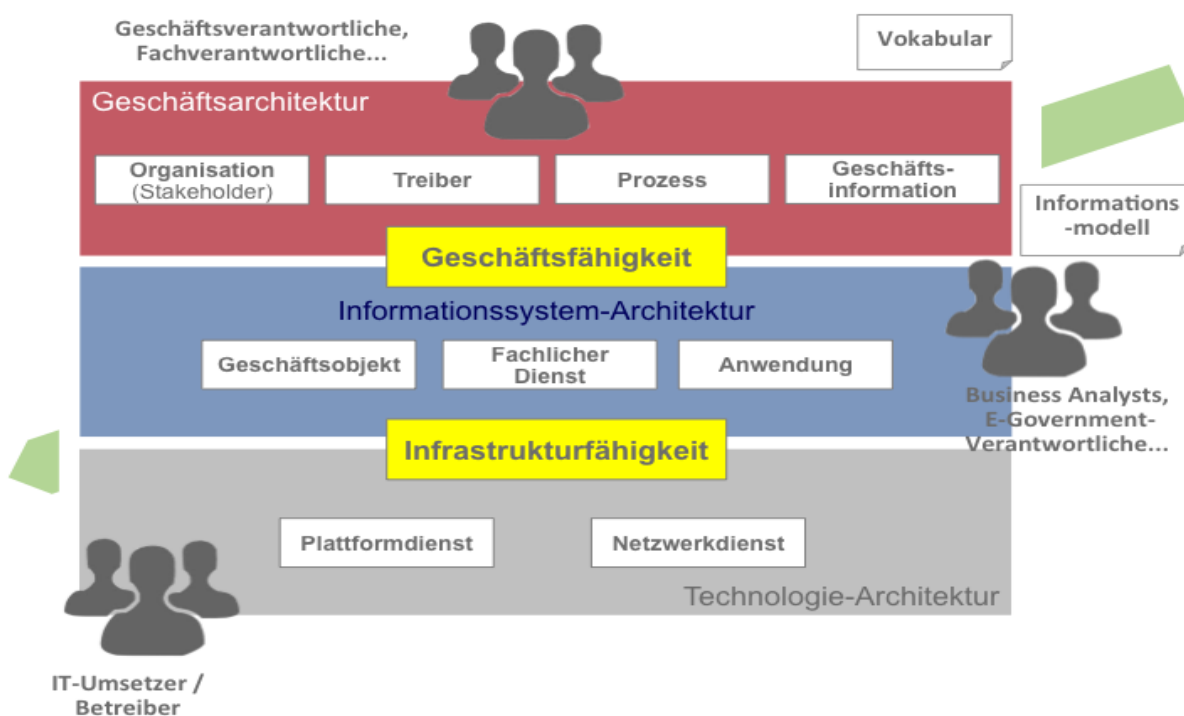 Geschäftsverantwortliche,
Fachverantwortliche...
Vokabular
Geschäftsarchitektur
Organisation
(Stakeholder)
Treiber
Prozess
Geschäfts-
information
Informations
-modell
Geschäftsfähigkeit
Informationssystem-Architektur
Geschäftsobjekt
Fachlicher
Dienst
Anwendung
Business Analysts,
E-Government-
Verantwortliche...
Infrastrukturfähigkeit
Plattformdienst
Netzwerkdienst
Technologie-Architektur
IT-Umsetzer /
Betreiber